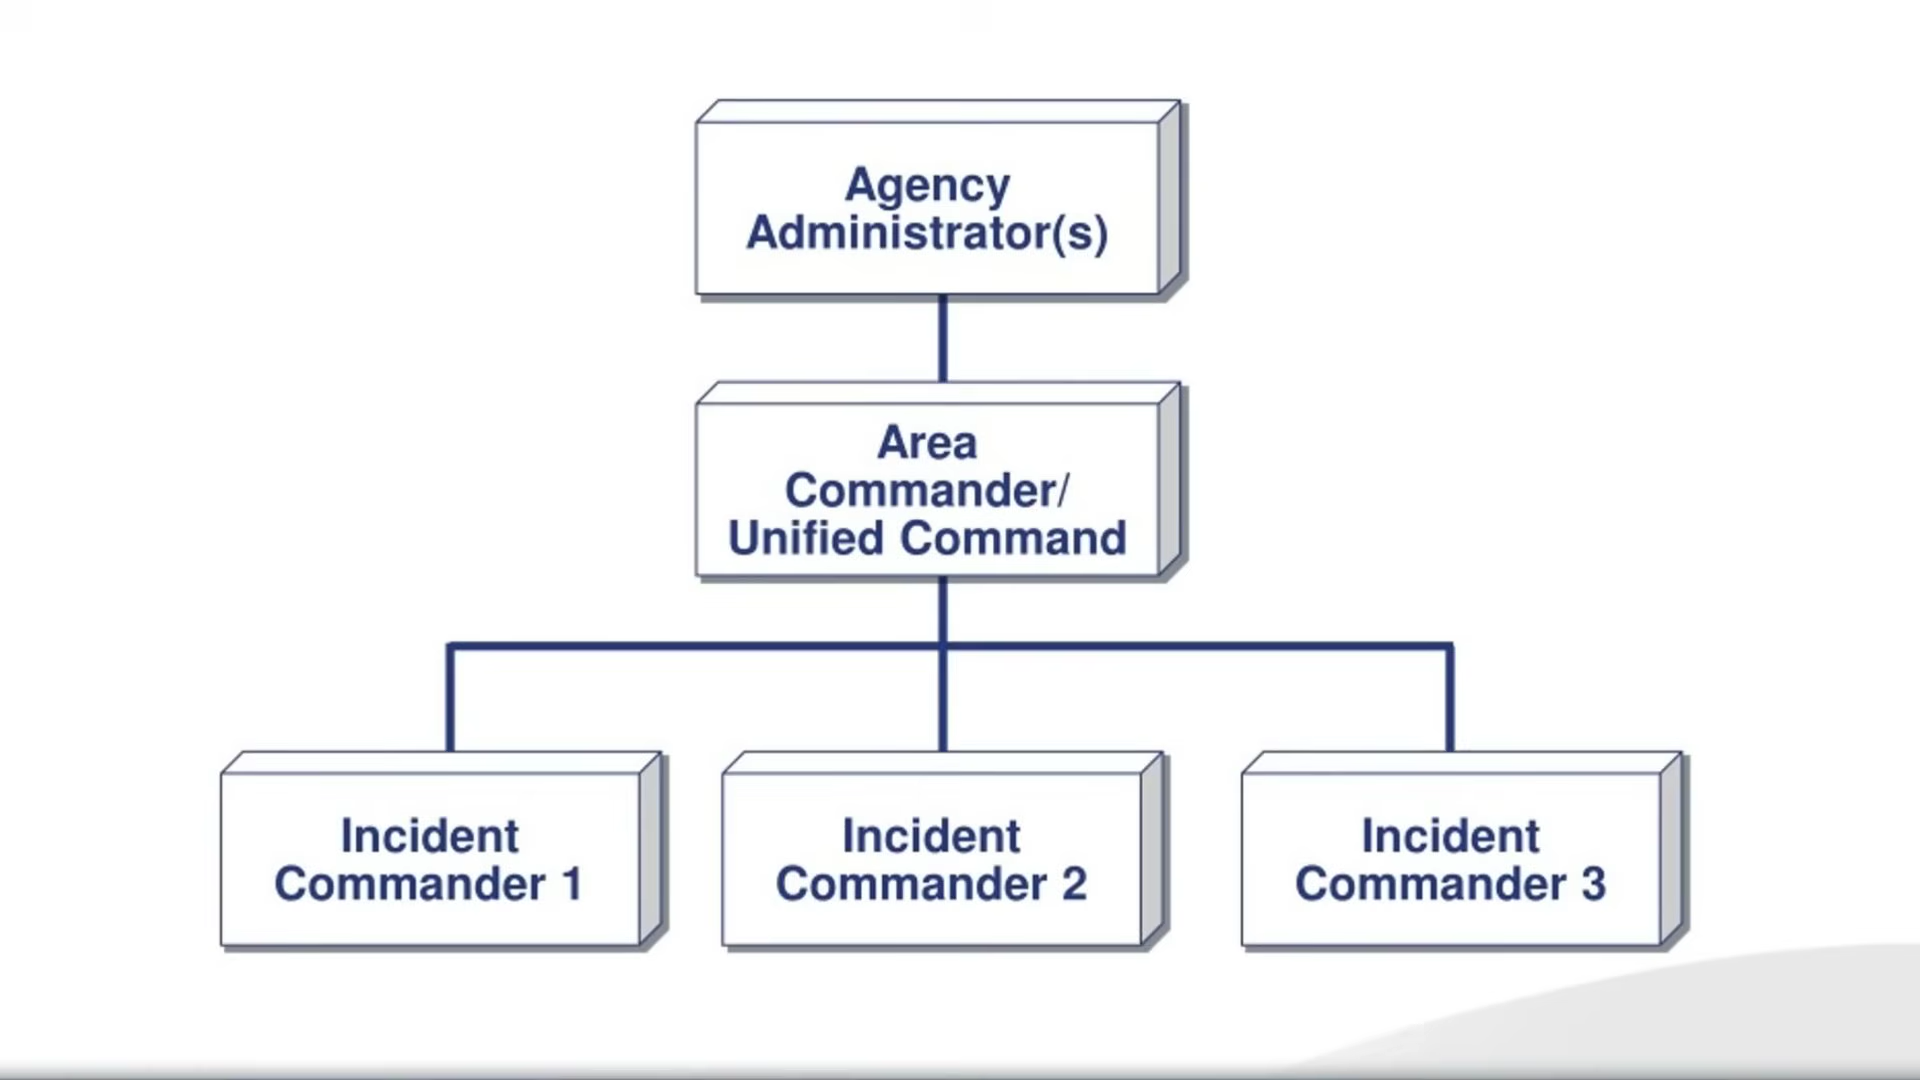 Agency
Administrator(s)
Area
Commander/
Unified Command
Incident
Commander 1
Incident
Commander 2
Incident
Commander 3